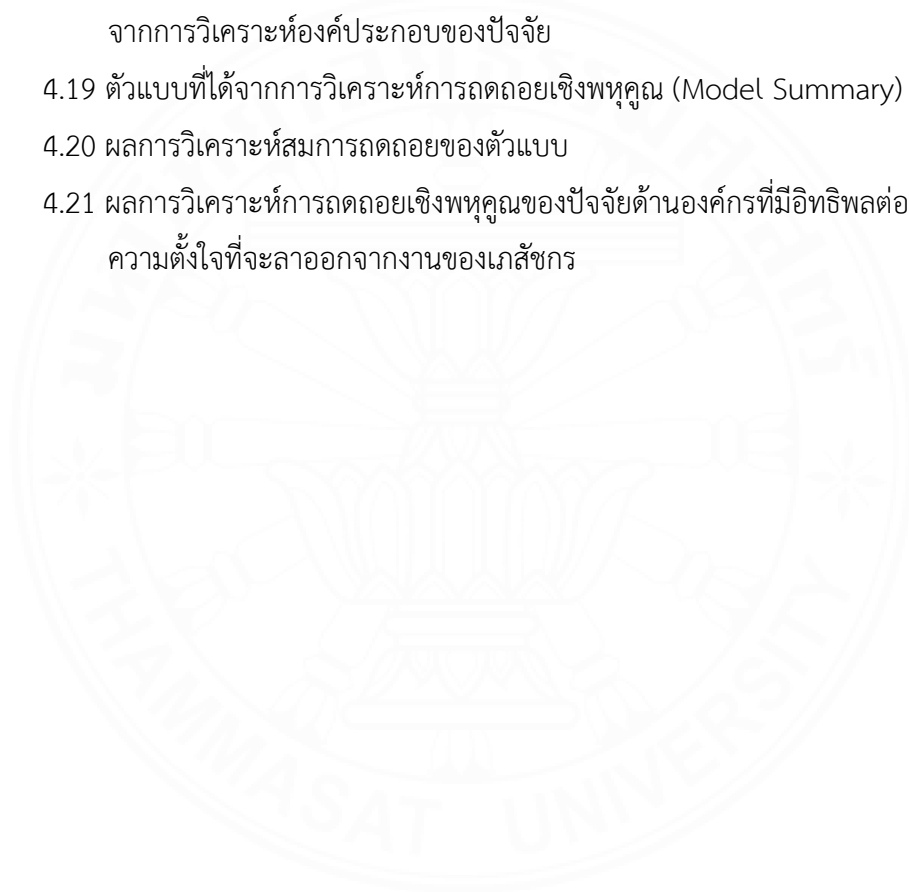 จากการวิเคราะห์องค์ประกอบของปัจจัย
4.19 ตัวแบบที่ได้จากการวิเคราะห์การถดถอยเชิงพหุคูณ (Model Summary)
4.20 ผลการวิเคราะห์สมการถดถอยของตัวแบบ
4.21 ผลการวิเคราะห์การถดถอยเชิงพหุคูณของปัจจัยด้านองค์กรที่มีอิทธิพลต่อ
ความตั้งใจที่จะลาออกจากงานของเภสัชกร
THAMMASAT UNIVERSITY